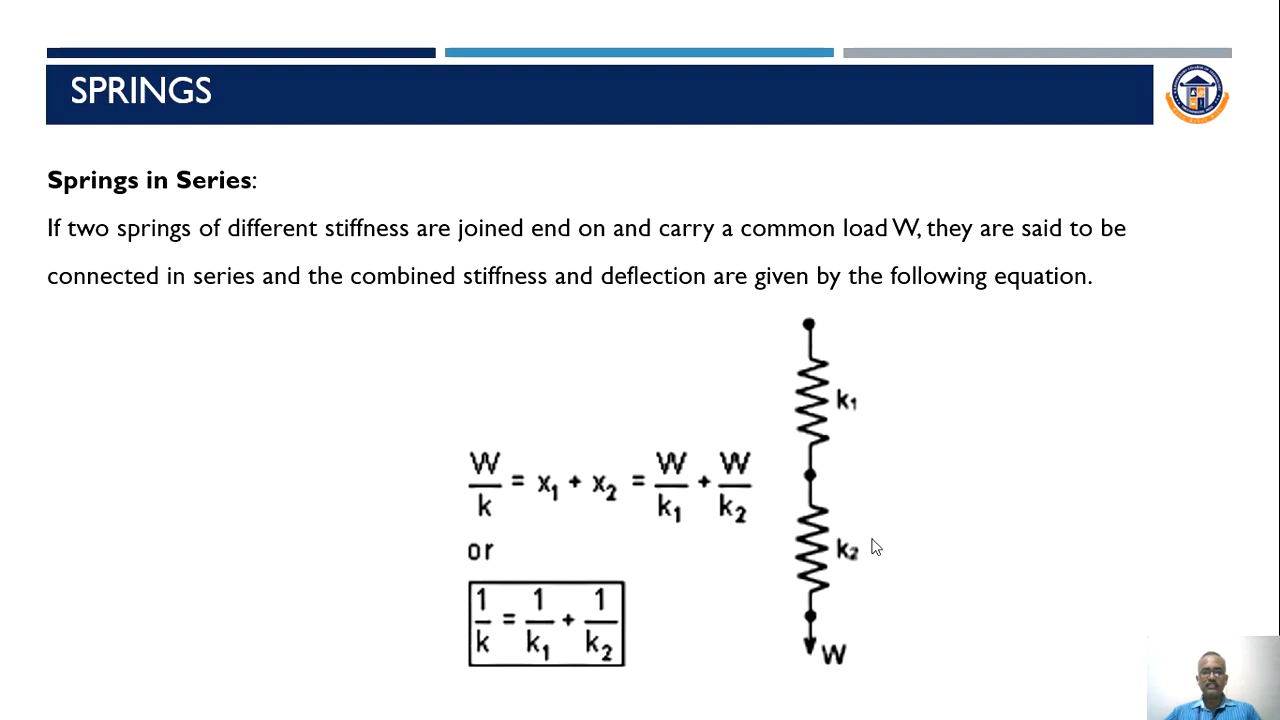 SPRINGS
Springs in Series:
If two springs of different stiffness are joined end on and carry a common load W, they are said to be
connected in series and the combined stiffness and deflection are given by the following equation.
k1
W/k = x1 + x2 = W/k1 + W/k2
k2
or
1/k = 1/k1 + 1/k2
W